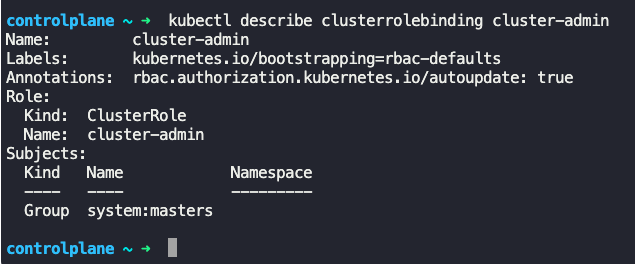 controlplane ~ ➜  kubectl describe clusterrolebinding cluster-admin
Name:         cluster-admin
Labels:       kubernetes.io/bootstrapping=rbac-defaults
Annotations:  rbac.authorization.kubernetes.io/autoupdate: true
Role:
  Kind:  ClusterRole
  Name:  cluster-admin
Subjects:
  Kind   Name            Namespace
  ----   ----            ---------
  Group  system:masters
controlplane ~ ➜